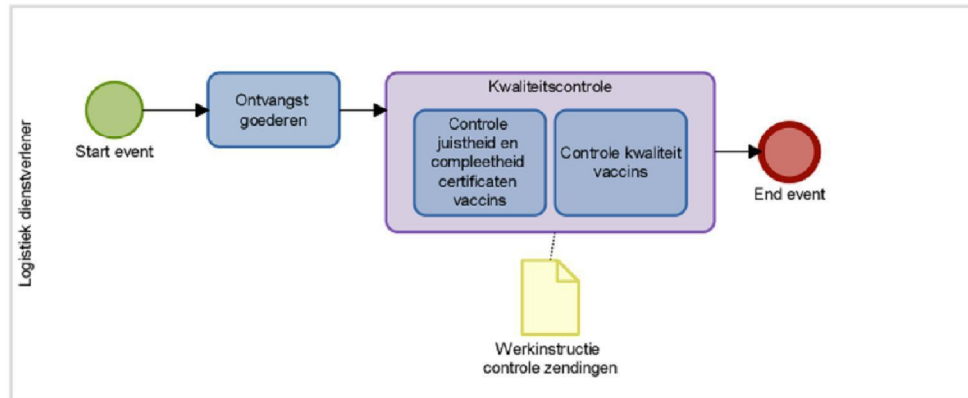 Logistiek dienstverlener
Start event
Ontvangst
goederen
Kwaliteitscontrole
Controle
juistheid en
compleetheid
certificaten
vaccins
Controle kwaliteit
vaccins
End event
Werkinstructie
controle zendingen